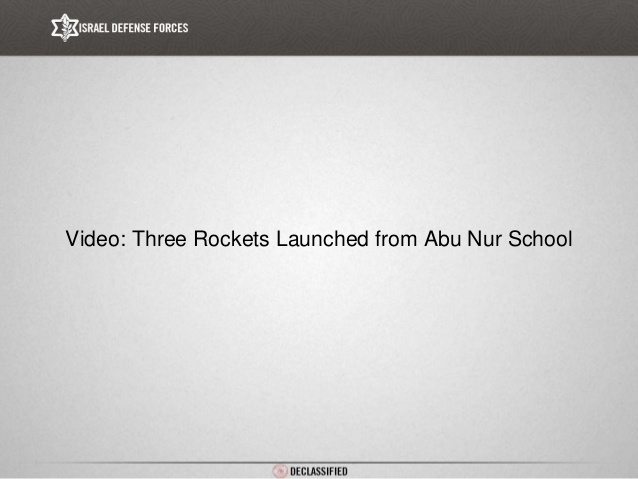 ISRAEL DEFENSE FORCES
Video: Three Rockets Launched from Abu Nur School
DECLASSIFIED